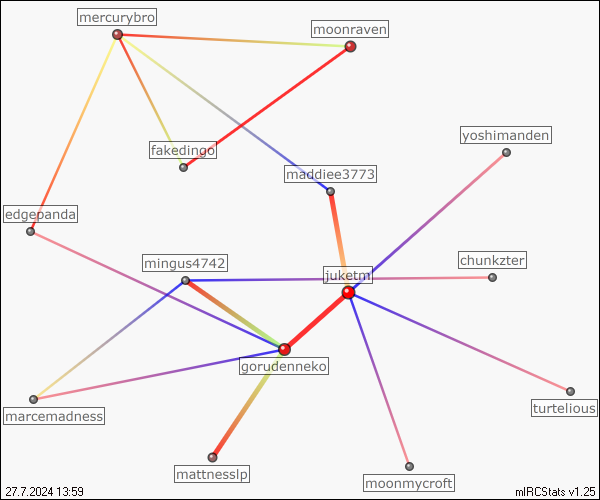 mercurybro
moonraven
yoshimanden
fakedingo
maddiee3773
edgepanda
mingus4742
chunkzter
juketm
gorudenneko
marcemadness
turtelious
mattnesslp
moonmycroft
27.7.2024 13:59
mIRCStats v1.25